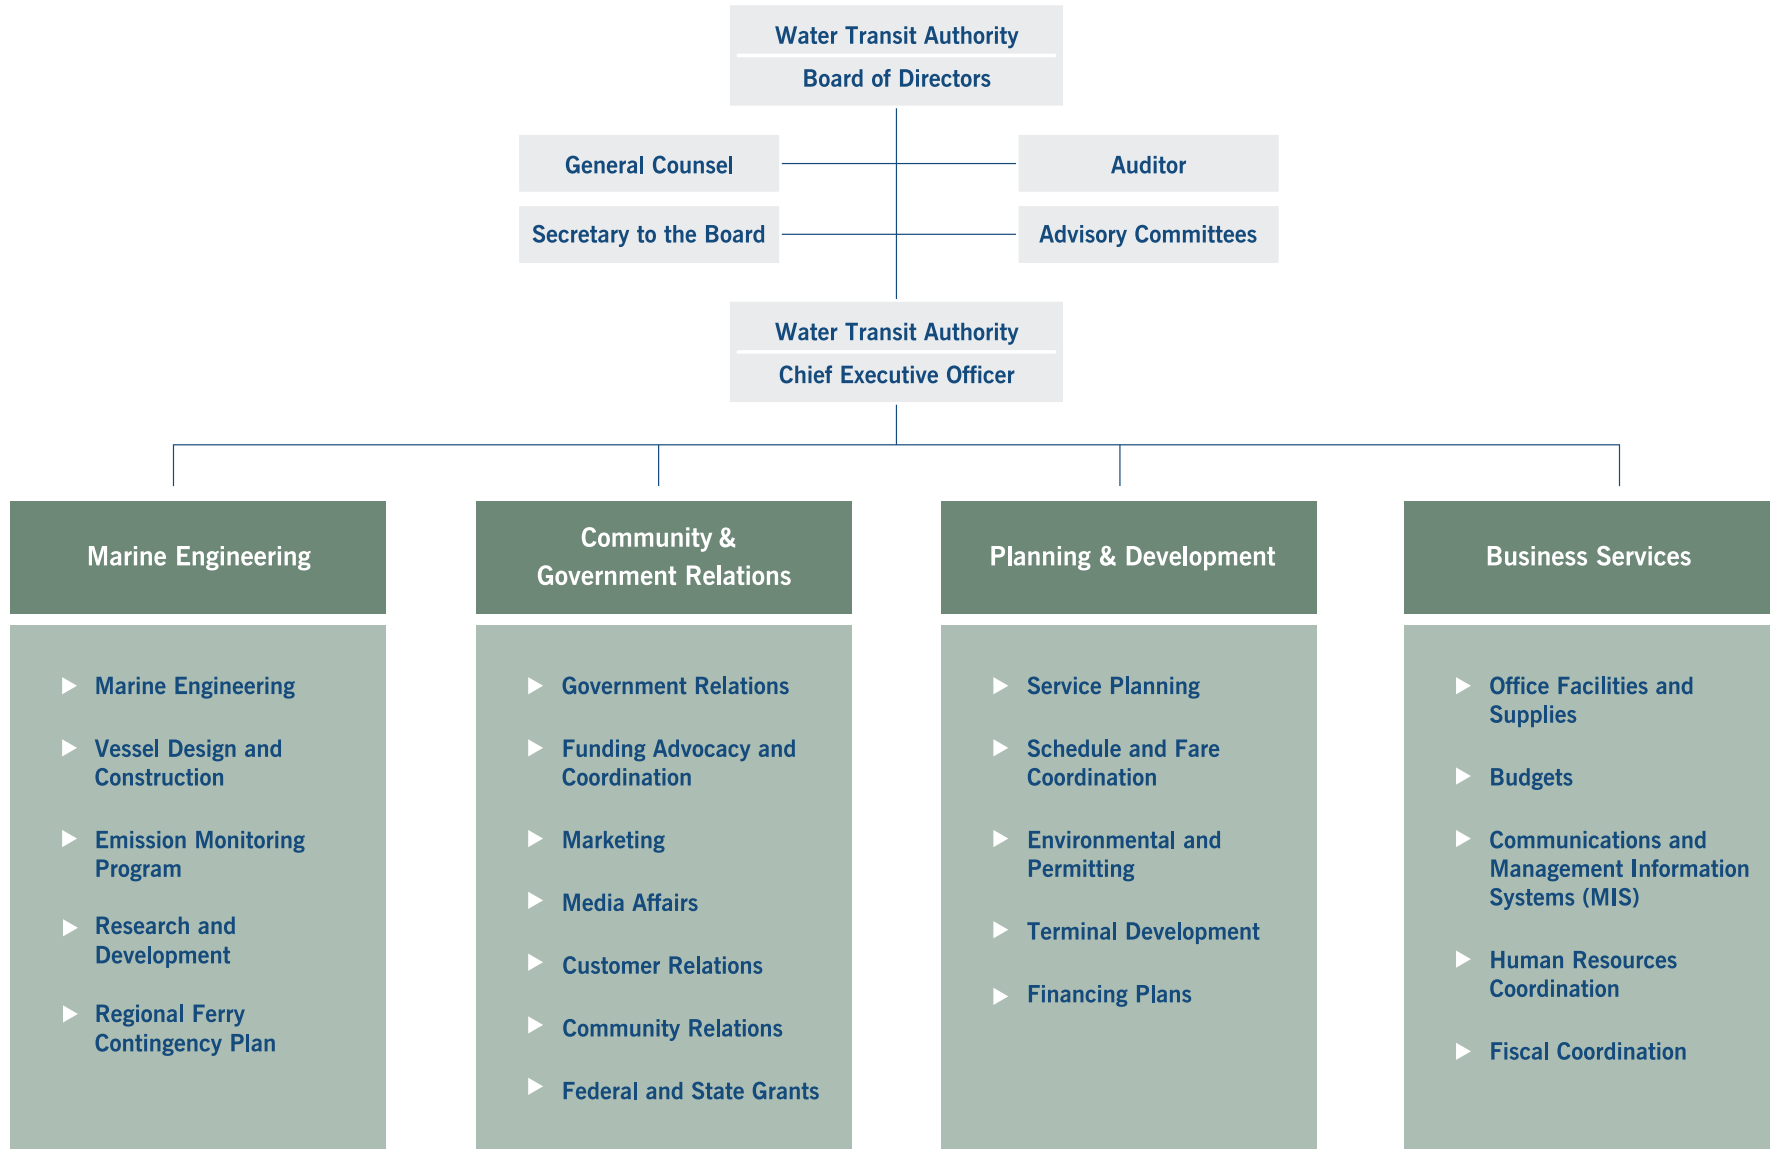 Water Transit Authority
Board of Directors
General Counsel
Auditor
Secretary to the Board
Advisory Committees
Water Transit Authority
Chief Executive Officer
Marine Engineering
Marine Engineering
Vessel Design and
Construction
Emission Monitoring
Program
Research and
Development
Regional Ferry
Contingency Plan
Community &
Government Relations
Government Relations
Funding Advocacy and
Coordination
Marketing
Media Affairs
Customer Relations
Community Relations
Federal and State Grants
Planning & Development
Service Planning
Schedule and Fare
Coordination
Environmental and
Permitting
Terminal Development
Financing Plans
Business Services
Office Facilities and
Supplies
Budgets
Communications and
Management Information
Systems (MIS)
Human Resources
Coordination
Fiscal Coordination